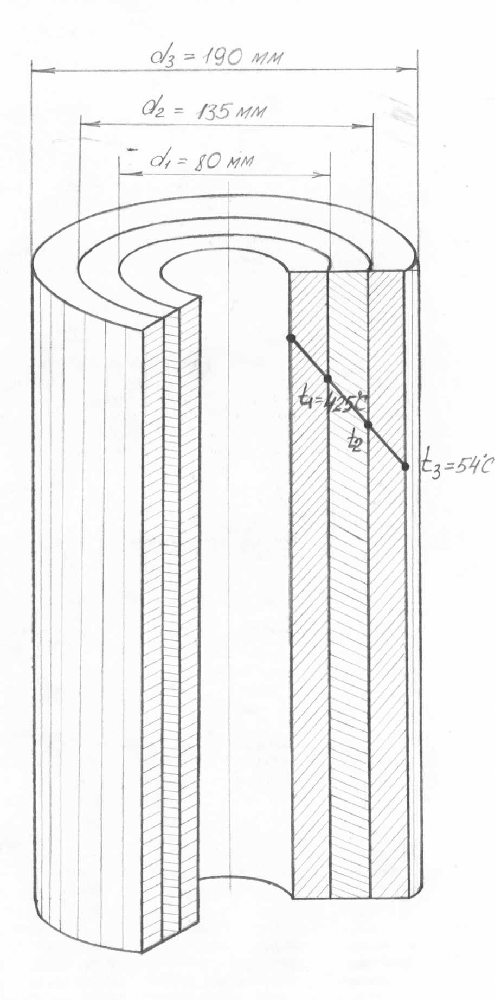 d₃ = 190 мм
d₂ = 135 мм
d₁ = 80 мм
t₁=425°C
t₂
t₃=54°C